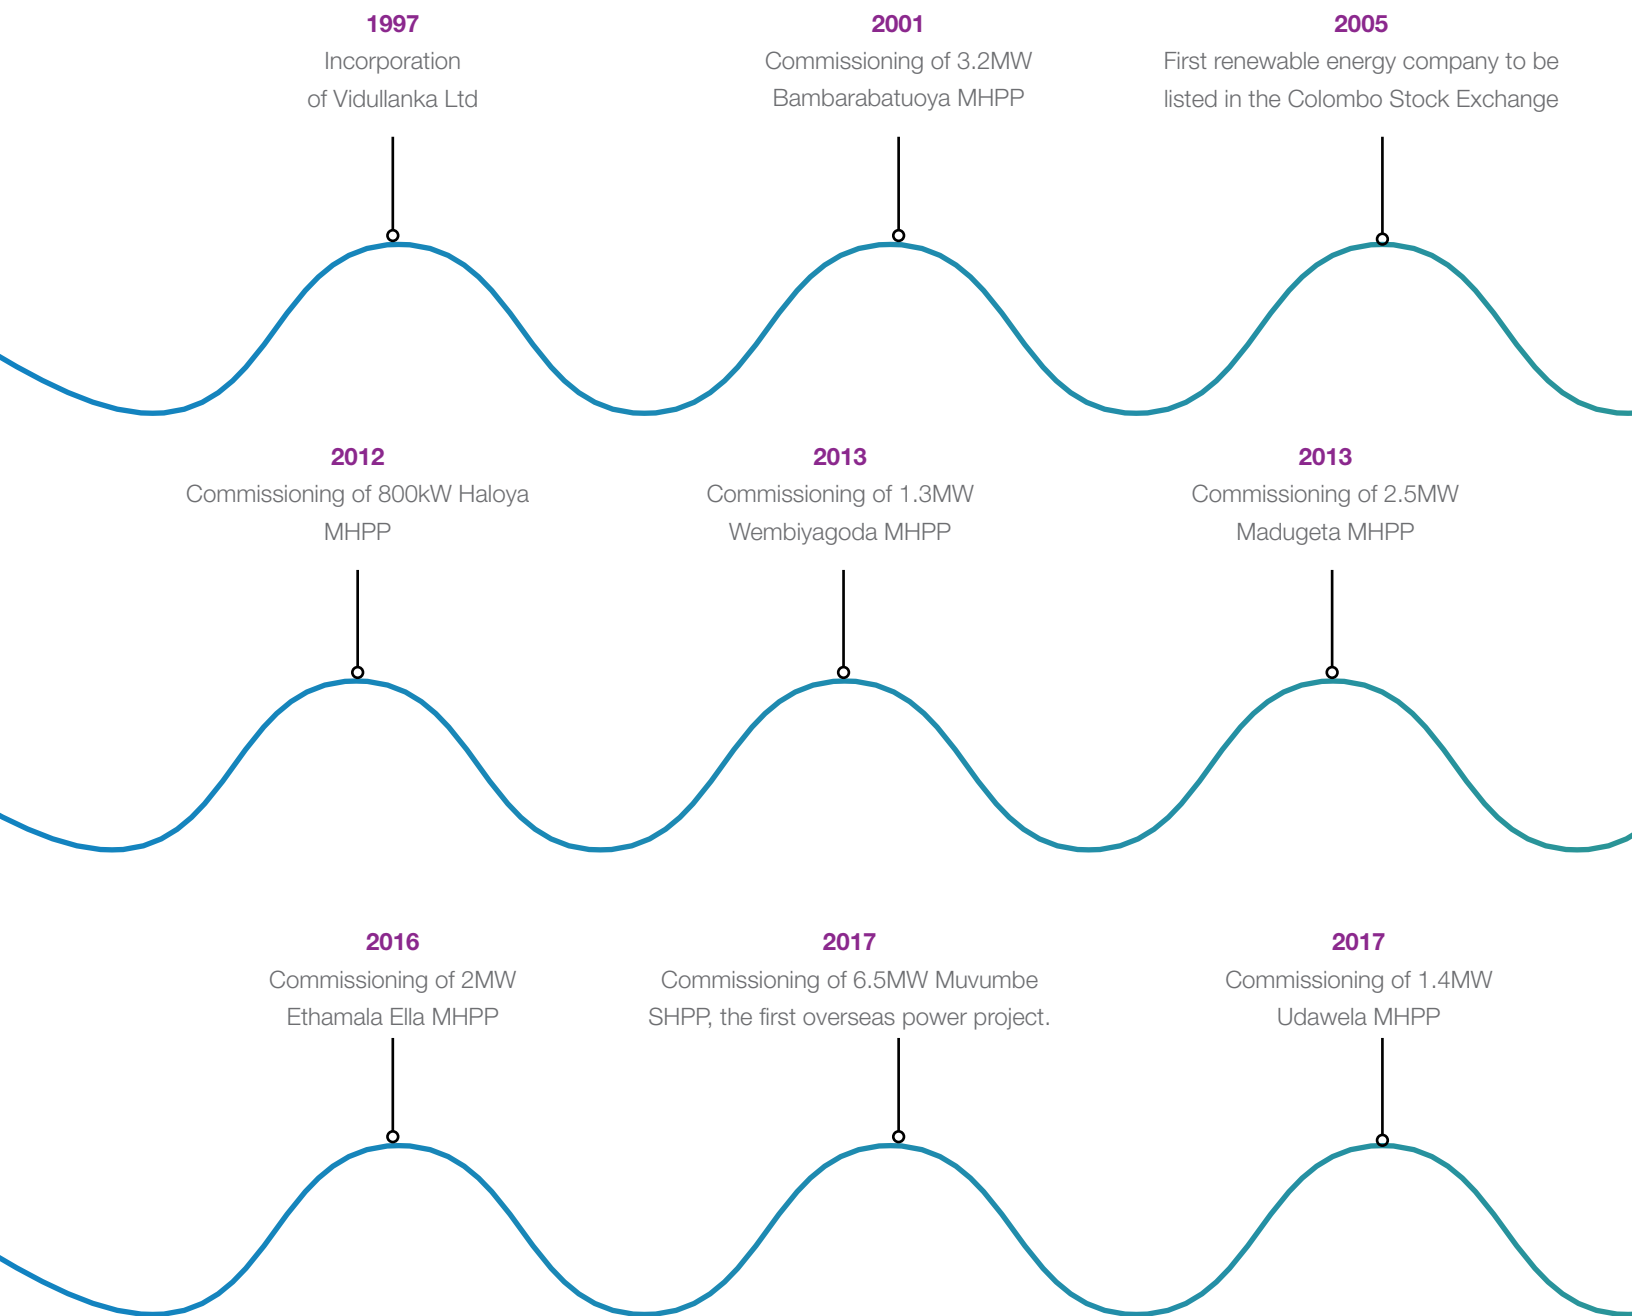 1997
Incorporation
of Vidullanka Ltd
2001
Commissioning of 3.2MW
Bambarabatuoya MHPP
2005
First renewable energy company to be
listed in the Colombo Stock Exchange
2012
Commissioning of 800kW Haloya
MHPP
2013
Commissioning of 1.3MW
Wembiyagoda MHPP
2013
Commissioning of 2.5MW
Madugeta MHPP
2016
Commissioning of 2MW
Ethamala Ella MHPP
2017
Commissioning of 6.5MW Muvumbe
SHPP, the first overseas power project.
2017
Commissioning of 1.4MW
Udawela MHPP